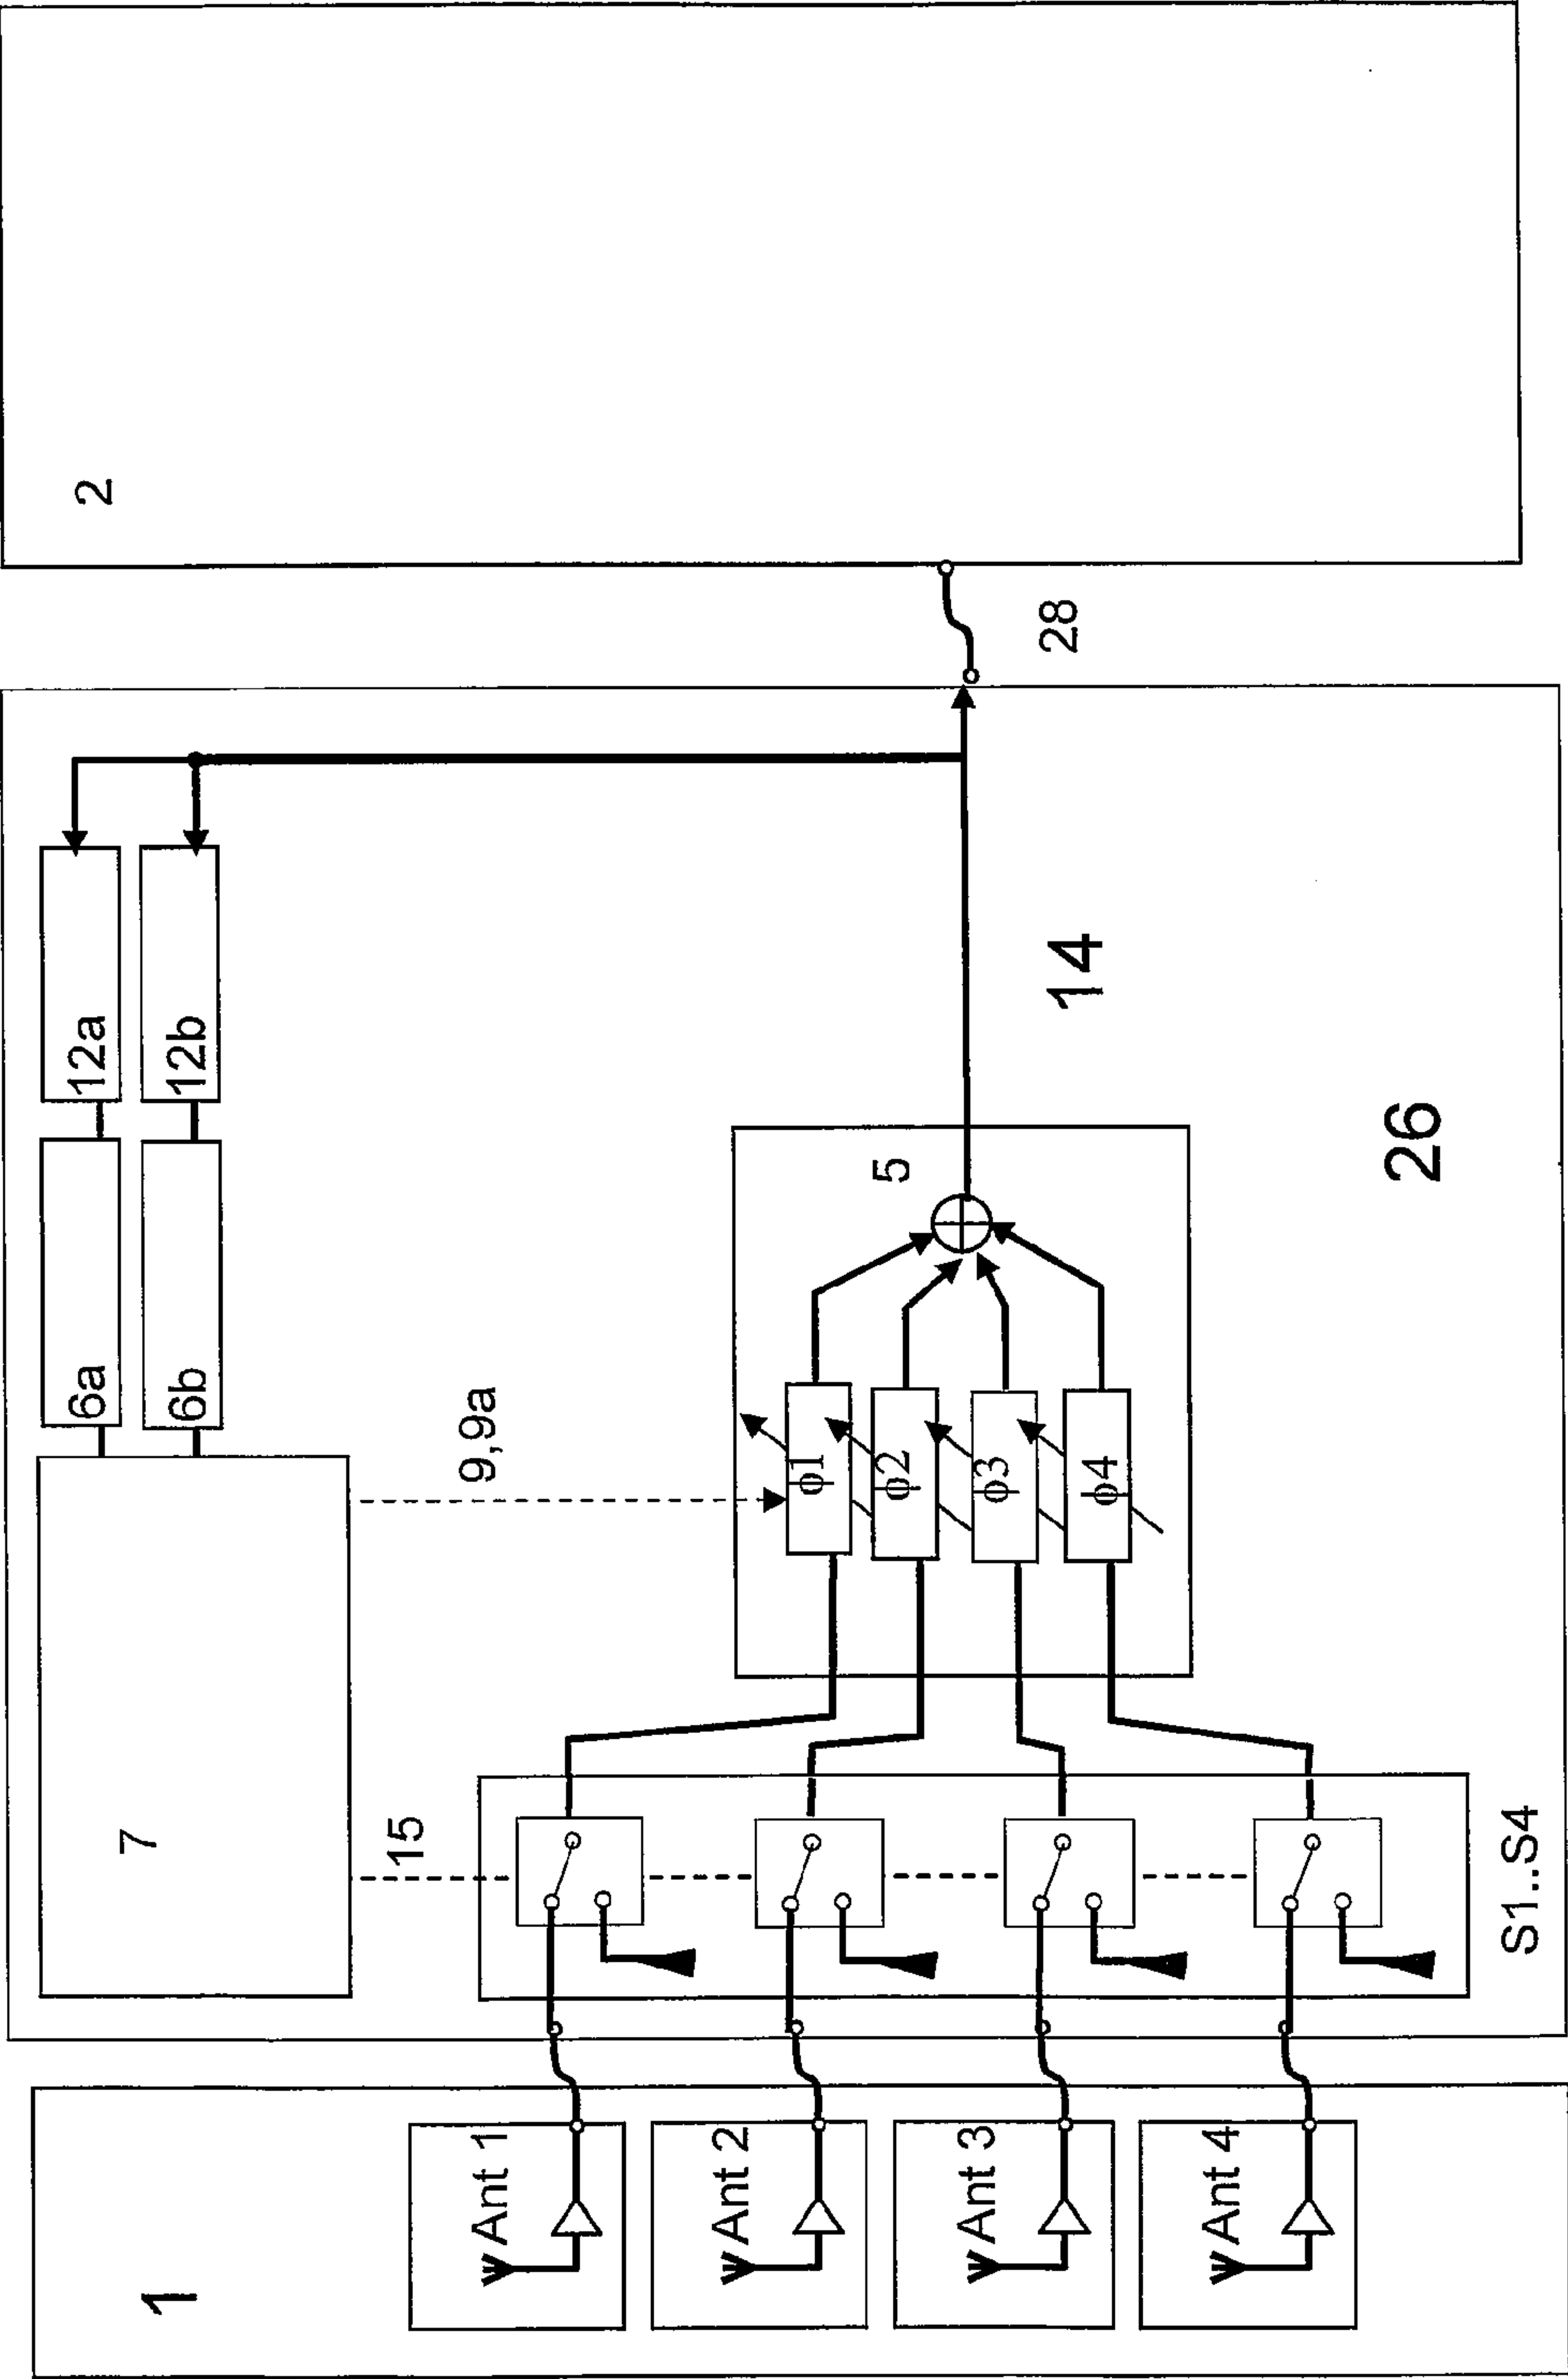 1
Ant 1
Ant 2
Ant 3
Ant 4
7
15
S1..S4
6a
12a
6b
12b
9,9a
ϕ1
ϕ2
ϕ3
ϕ4
5
14
26
28
2